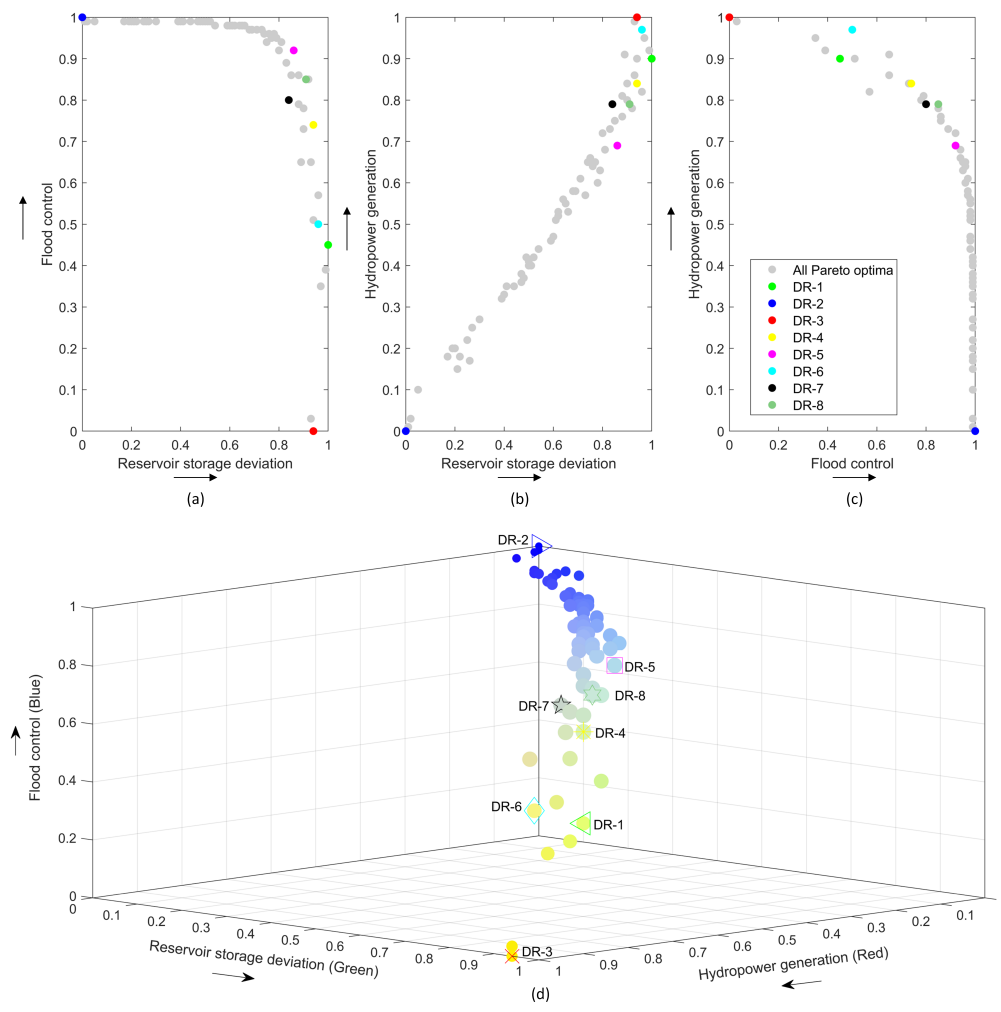 1
0.9
0.8
0.7
0.6
0.5
0.4
0.3
0.2
0.1
0
Flood control
0 0.2 0.4 0.6 0.8 1
Reservoir storage deviation
(a)
1
0.9
0.8
0.7
0.6
0.5
0.4
0.3
0.2
0.1
0
Hydropower generation
0 0.2 0.4 0.6 0.8 1
Reservoir storage deviation
(b)
1
0.9
0.8
0.7
0.6
0.5
0.4
0.3
0.2
0.1
0
Hydropower generation
0 0.2 0.4 0.6 0.8 1
Flood control
(c)
All Pareto optima
DR-1
DR-2
DR-3
DR-4
DR-5
DR-6
DR-7
DR-8
DR-2
DR-5
DR-8
DR-7
DR-4
DR-6
DR-1
DR-3
1
0.8
0.6
0.4
0.2
0
Flood control (Blue)
0 0.1 0.2 0.3 0.4 0.5 0.6 0.7 0.8 0.9 1
Reservoir storage deviation (Green)
1 0.9 0.8 0.7 0.6 0.5 0.4 0.3 0.2 0.1
Hydropower generation (Red)
(d)